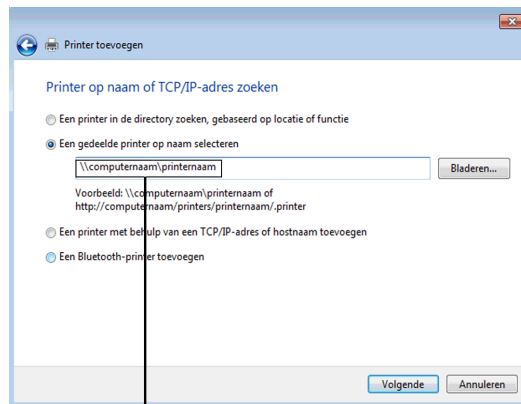 Printer toevoegen
Printer op naam of TCP/IP-adres zoeken
Een printer in de directory zoeken, gebaseerd op locatie of functie
Een gedeelde printer op naam selecteren
\\computernaam\printernaam
Bladeren...
Voorbeeld: \\computernaam\printernaam of
http://computernaam/printers/printernaam/.printer
Een printer met behulp van een TCP/IP-adres of hostnaam toevoegen
Een Bluetooth-printer toevoegen
Volgende
Annuleren